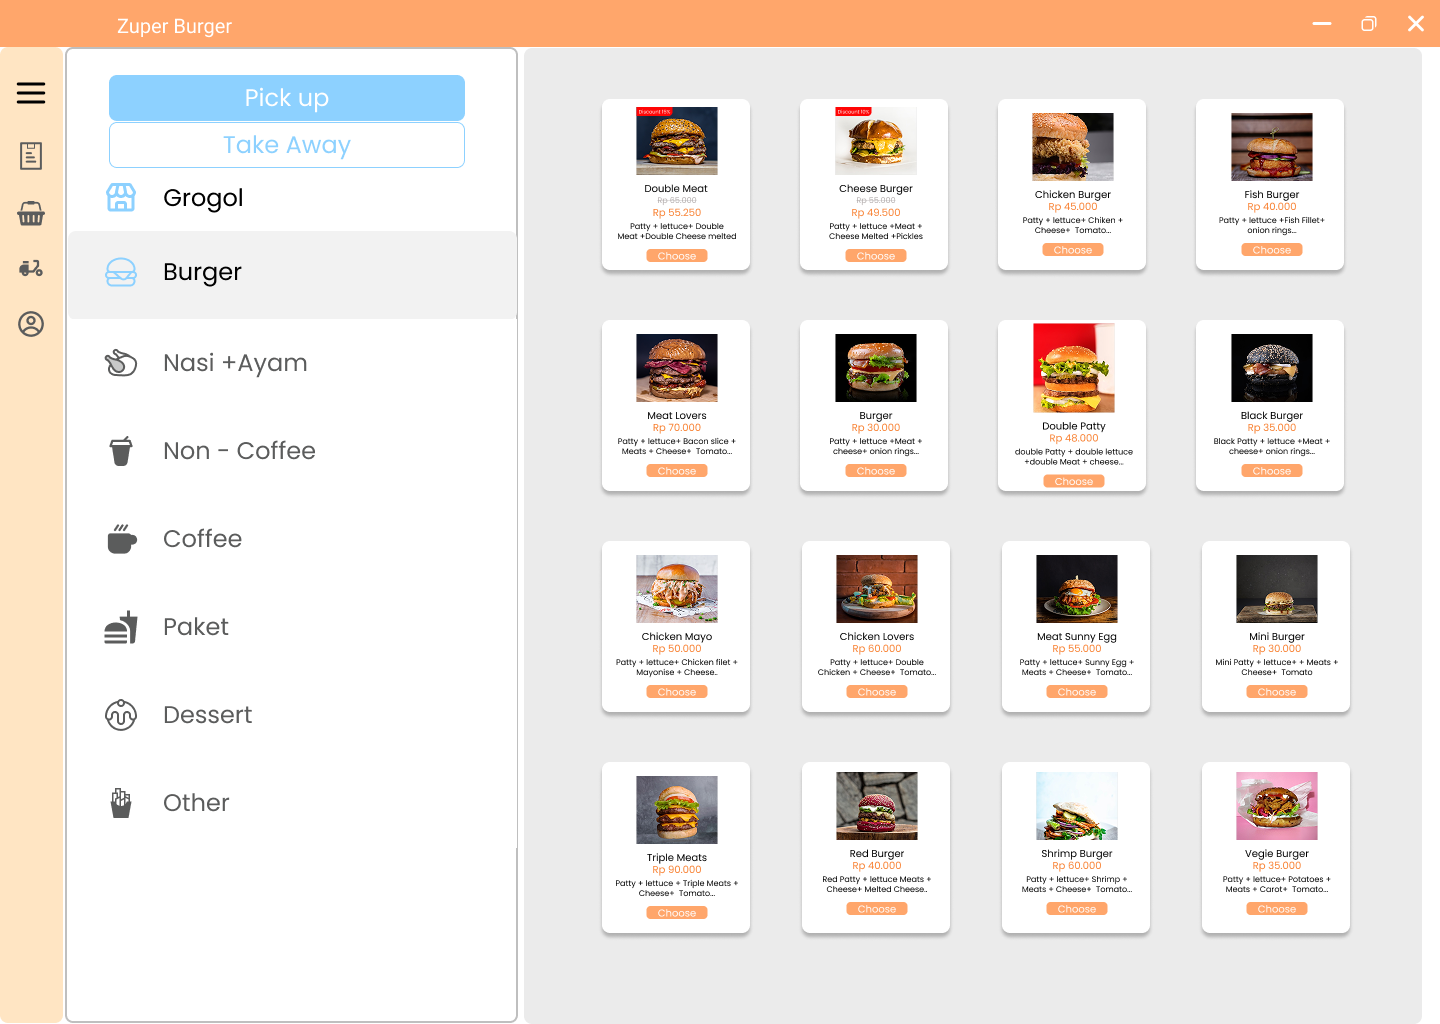 Zuper Burger
Pick up
Take Away
Grogol
Burger
Nasi +Ayam
Non - Coffee
Coffee
Paket
Dessert
Other
Discount 15%
Double Meat
Rp 65.000
Rp 55.250
Patty + lettuce+ Double
Meat +Double Cheese melted
Choose
Discount 10%
Cheese Burger
Rp 55.000
Rp 49.500
Patty + lettuce +Meat +
Cheese Melted +Pickles
Choose
Chicken Burger
Rp 45.000
Patty + lettuce+ Chiken +
Cheese+ Tomato...
Choose
Fish Burger
Rp 40.000
Patty + lettuce +Fish Fillet+
onion rings...
Choose
Meat Lovers
Rp 70.000
Patty + lettuce+ Bacon slice +
Meats + Cheese+ Tomato...
Choose
Burger
Rp 30.000
Patty + lettuce +Meat +
cheese+ onion rings...
Choose
Double Patty
Rp 48.000
double Patty + double lettuce
+double Meat + cheese...
Choose
Black Burger
Rp 35.000
Black Patty + lettuce +Meat +
cheese+ onion rings...
Choose
Chicken Mayo
Rp 50.000
Patty + lettuce+ Chicken filet +
Mayonise + Cheese..
Choose
Chicken Lovers
Rp 60.000
Patty + lettuce+ Double
Chicken + Cheese+ Tomato...
Choose
Meat Sunny Egg
Rp 55.000
Patty + lettuce+ Sunny Egg +
Meats + Cheese+ Tomato...
Choose
Mini Burger
Rp 30.000
Mini Patty + lettuce+ + Meats +
Cheese+ Tomato
Choose
Triple Meats
Rp 90.000
Patty + lettuce + Triple Meats +
Cheese+ Tomato...
Choose
Red Burger
Rp 40.000
Red Patty + lettuce Meats +
Cheese+ Melted Cheese..
Choose
Shrimp Burger
Rp 60.000
Patty + lettuce+ Shrimp +
Meats + Cheese+ Tomato...
Choose
Vegie Burger
Rp 35.000
Patty + lettuce+ Potatoes +
Meats + Carot+ Tomato...
Choose